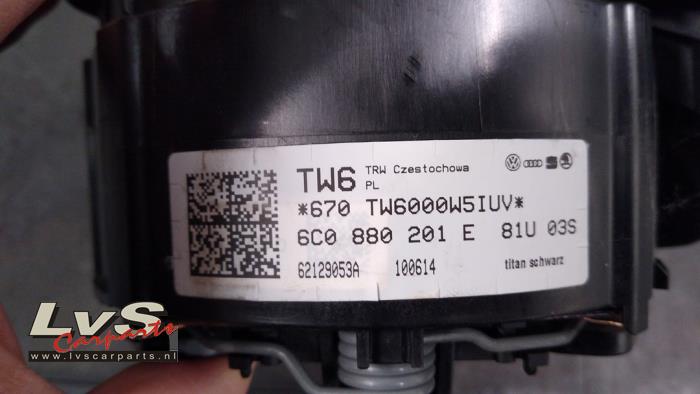 TW6 TRW Czestochowa
PL
*670 TW6000W5IUV*
6C0 880 201 E 81U 03S
62129053A 100614 titan schwarz
LvS
Carparts
www.lvscarparts.nl